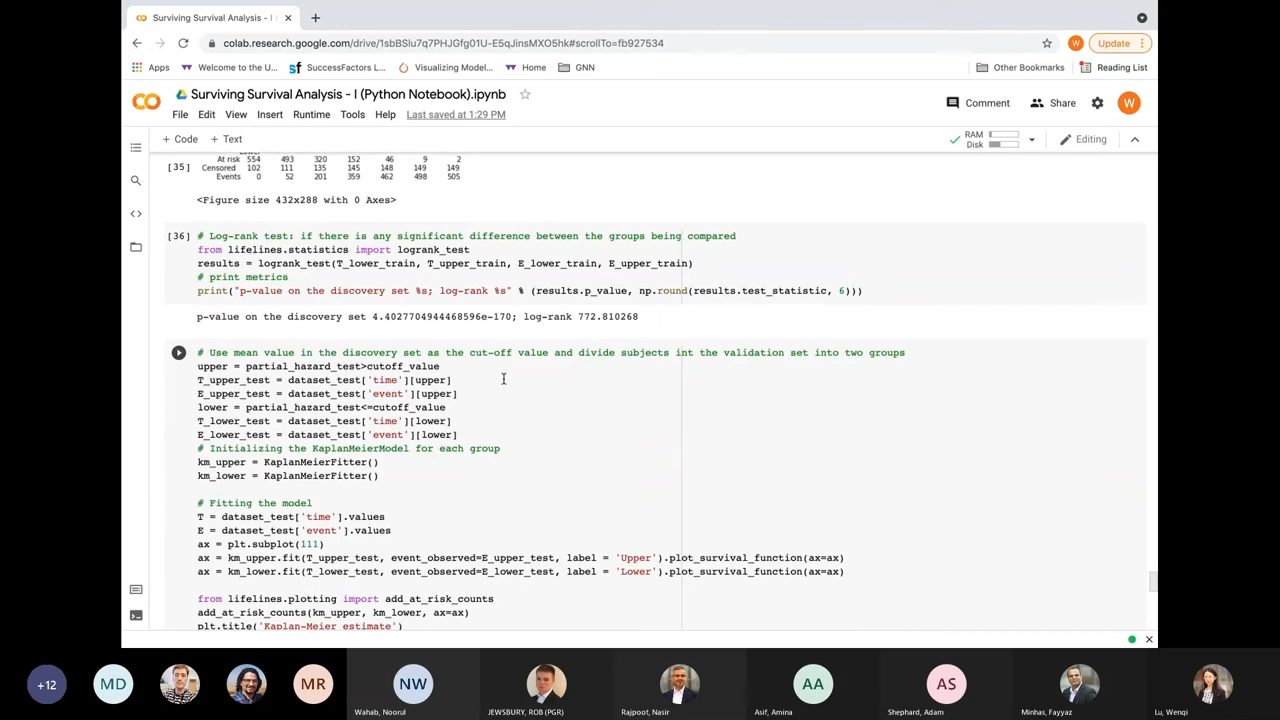 Surviving Survival Analysis - I
colab.research.google.com/drive/1sbBSlu7q7PHJGfg01U-E5qJinsMXO5hk#scrollTo=fb927534
W
Update
Apps
Welcome to the U...
SuccessFactors L...
Visualizing Model...
Home
GNN
Other Bookmarks
Reading List
Surviving Survival Analysis - I (Python Notebook).ipynb
File Edit View Insert Runtime Tools Help Last saved at 1:29 PM
Comment
Share
W
+ Code + Text
RAM
Disk
Editing
[35]
At risk 554 493 320 152 46 9 2
Censored 102 111 135 145 148 149 149
Events 0 52 201 359 462 498 505
<Figure size 432x288 with 0 Axes>
[36] # Log-rank test: if there is any significant difference between the groups being compared
from lifelines.statistics import logrank_test
results = logrank_test(T_lower_train, T_upper_train, E_lower_train, E_upper_train)
# print metrics
print("p-value on the discovery set %s; log-rank %s" % (results.p_value, np.round(results.test_statistic, 6)))
p-value on the discovery set 4.4027704944468596e-170; log-rank 772.810268
# Use mean value in the discovery set as the cut-off value and divide subjects int the validation set into two groups
upper = partial_hazard_test>cutoff_value
T_upper_test = dataset_test['time'][upper]
E_upper_test = dataset_test['event'][upper]
lower = partial_hazard_test<=cutoff_value
T_lower_test = dataset_test['time'][lower]
E_lower_test = dataset_test['event'][lower]
# Initializing the KaplanMeierModel for each group
km_upper = KaplanMeierFitter()
km_lower = KaplanMeierFitter()
# Fitting the model
T = dataset_test['time'].values
E = dataset_test['event'].values
ax = plt.subplot(111)
ax = km_upper.fit(T_upper_test, event_observed=E_upper_test, label = 'Upper').plot_survival_function(ax=ax)
ax = km_lower.fit(T_lower_test, event_observed=E_lower_test, label = 'Lower').plot_survival_function(ax=ax)
from lifelines.plotting import add_at_risk_counts
add_at_risk_counts(km_upper, km_lower, ax=ax)
plt.title('Kaplan-Meier estimate')
+12
MD
MR
NW
AA
AS
Wahab, Noorul
JEWSBURY, ROB (PGR)
Rajpoot, Nasir
Asif, Amina
Shephard, Adam
Minhas, Fayyaz
Lu, Wenqi